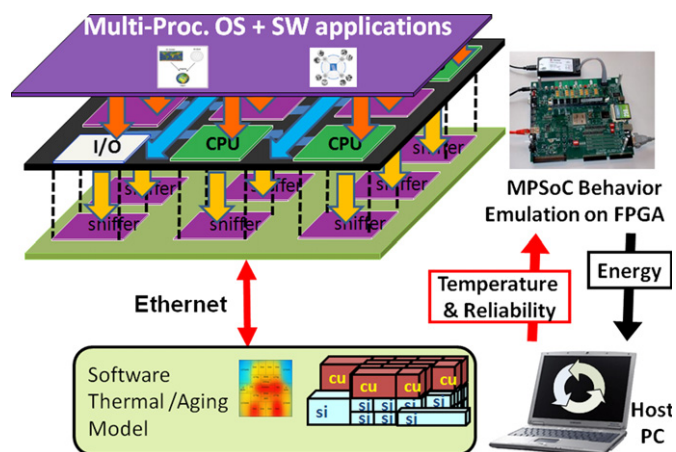 Multi-Proc. OS + SW applications
I/O
CPU
CPU
sniffer
sniffer
sniffer
sniffer
sniffer
sniffer
MPSoC Behavior
Emulation on FPGA
Ethernet
Temperature
& Reliability
Energy
Software
Thermal /Aging
Model
cu
cu
cu
cu
cu
si
si
si
si
si
Host
PC